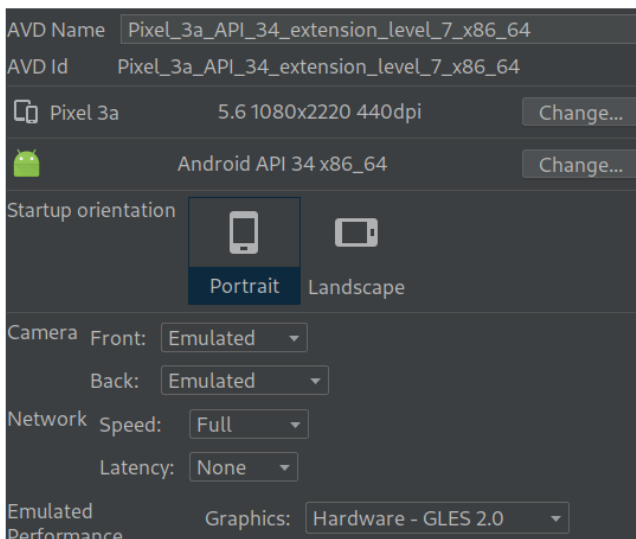 AVD Name Pixel_3a_API_34_extension_level_7_x86_64
AVD Id Pixel_3a_API_34_extension_level_7_x86_64
Pixel 3a 5.6 1080x2220 440dpi Change...
Android API 34 x86_64 Change...
Startup orientation
Portrait Landscape
Camera Front: Emulated
Back: Emulated
Network Speed: Full
Latency: None
Emulated Graphics: Hardware - GLES 2.0
Performance